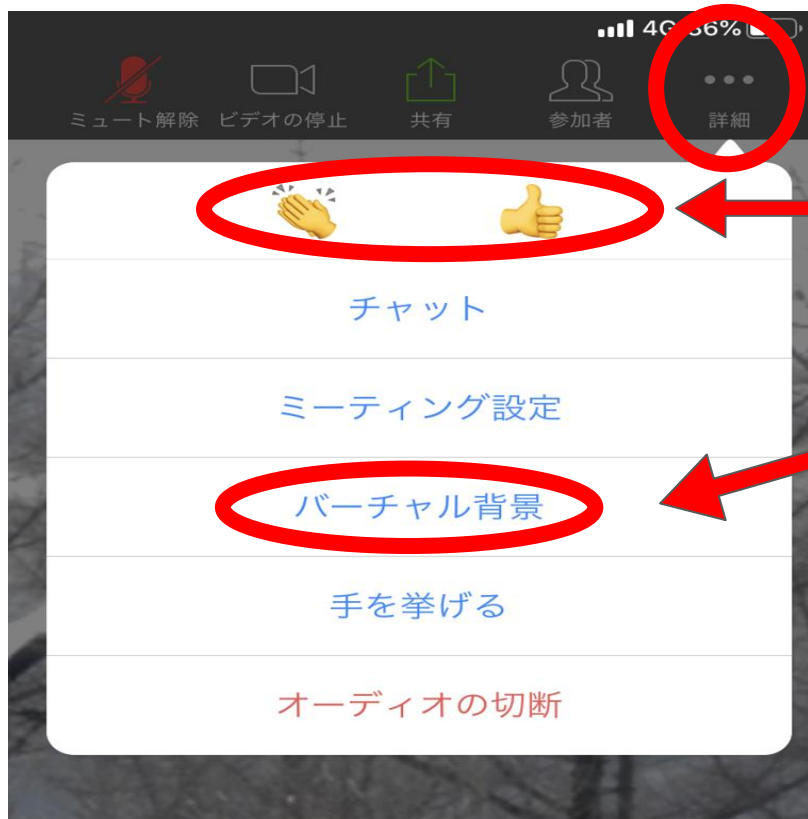 4G 36%
ミュート解除 ビデオの停止 共有 参加者 詳細
チャット
ミーティング設定
バーチャル背景
手を挙げる
オーディオの切断